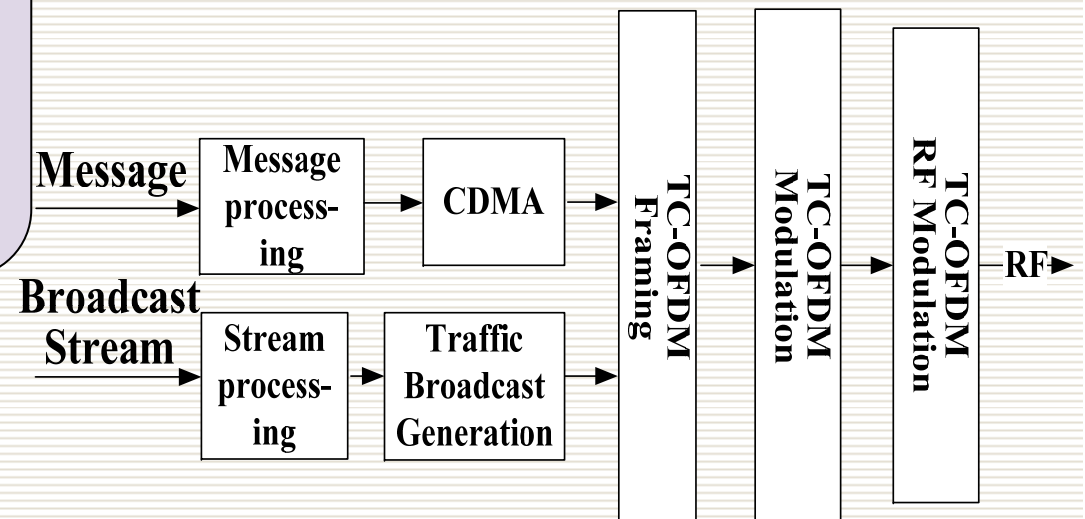 Message
Message
process-
ing
CDMA
Broadcast
Stream
Stream
process-
ing
Traffic
Broadcast
Generation
TC-OFDM
Framing
TC-OFDM
Modulation
TC-OFDM
RF Modulation
RF